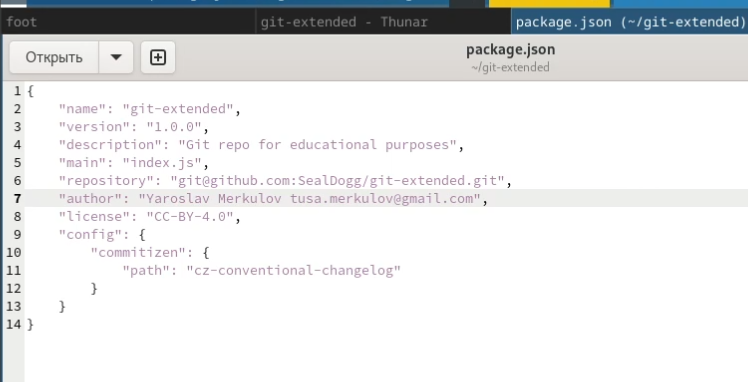 foot
git-extended - Thunar
package.json (~/git-extended)
Открыть
package.json
~/git-extended
1 {
2     "name": "git-extended",
3     "version": "1.0.0",
4     "description": "Git repo for educational purposes",
5     "main": "index.js",
6     "repository": "git@github.com:SealDogg/git-extended.git",
7     "author": "Yaroslav Merkulov tusa.merkulov@gmail.com",
8     "license": "CC-BY-4.0",
9     "config": {
10         "commitizen": {
11             "path": "cz-conventional-changelog"
12         }
13     }
14 }